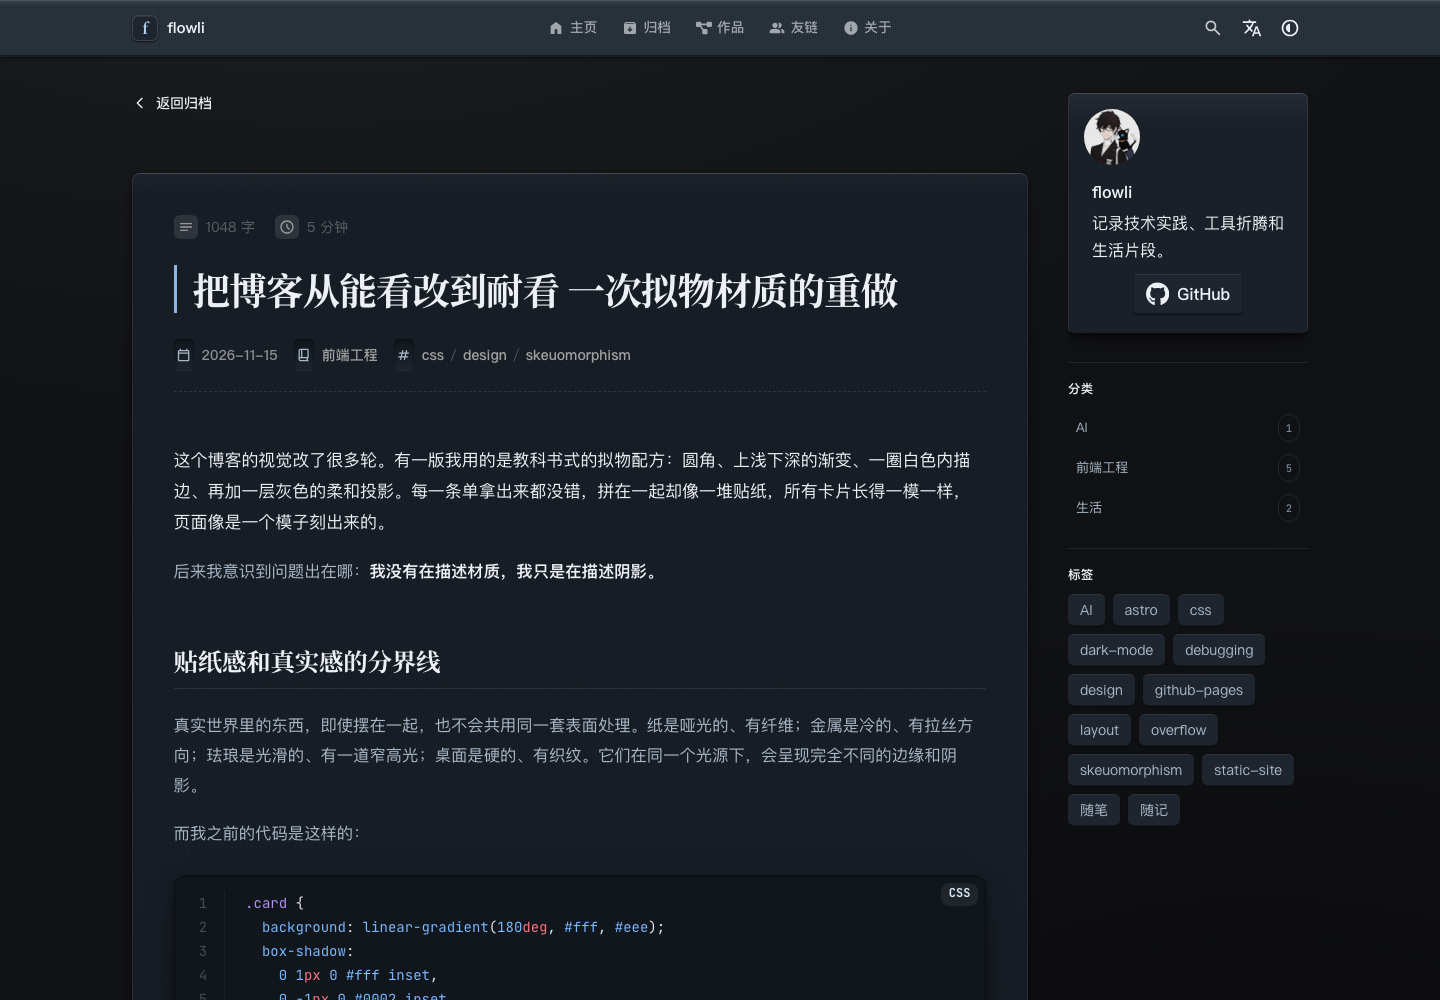 f flowli
主页
归档
作品
友链
关于
返回归档
1048 字
5 分钟
把博客从能看改到耐看 一次拟物材质的重做
2026-11-15
前端工程
css / design / skeuomorphism
这个博客的视觉改了很多轮。有一版我用的是教科书式的拟物配方：圆角、上浅下深的渐变、一圈白色内描
边、再加一层灰色的柔和投影。每一条单拿出来都没错，拼在一起却像一堆贴纸，所有卡片长得一模一样，
页面像是一个模子刻出来的。
后来我意识到问题出在哪：我没有在描述材质，我只是在描述阴影。
贴纸感和真实感的分界线
真实世界里的东西，即使摆在一起，也不会共用同一套表面处理。纸是哑光的、有纤维；金属是冷的、有拉丝方
向；珐琅是光滑的、有一道窄高光；桌面是硬的、有织纹。它们在同一个光源下，会呈现完全不同的边缘和阴
影。
而我之前的代码是这样的：
CSS
1 .card {
2 background: linear-gradient(180deg, #fff, #eee);
3 box-shadow:
4 0 1px 0 #fff inset,
5 0 -1px 0 #0002 inset
flowli
记录技术实践、工具折腾和
生活片段。
GitHub
分类
AI 1
前端工程 5
生活 2
标签
AI astro css
dark-mode debugging
design github-pages
layout overflow
skeuomorphism static-site
随笔 随记